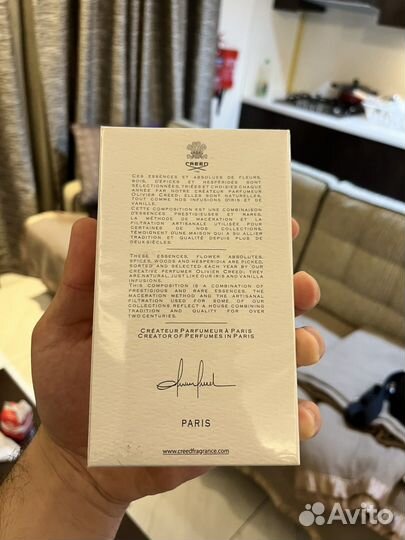 CREED
CES ESSENCES ET ABSOLUES DE FLEURS,
BOIS, D'ÉPICES ET HESPÉRIDÉS, SONT
SÉLECTIONNÉES, TRIÉES ET CHOISIES CHAQUE
ANNÉE PAR NOTRE CRÉATEUR PARFUMEUR
OLIVIER CREED; ELLES SONT NATURELLES,
TOUT COMME NOS INFUSIONS D'IRIS ET DE
VANILLE.
CETTE COMPOSITION EST UNE COMBINAISON
D'ESSENCES PRESTIGIEUSES ET RARES.
LA MÉTHODE DE MACÉRATION ET LA
FILTRATION ARTISANALE UTILISÉE POUR
CERTAINES DE NOS COLLECTIONS,
TÉMOIGNENT D'UNE MAISON QUI A SU ALLIER
TRADITION ET QUALITÉ DEPUIS PLUS DE
DEUX SIÈCLES.
THESE ESSENCES, FLOWER ABSOLUTES,
SPICES, WOODS AND HESPERIDIA ARE PICKED,
SORTED AND SELECTED EACH YEAR BY OUR
CREATIVE PERFUMER OLIVIER CREED; THEY
ARE NATURAL, JUST LIKE OUR IRIS AND VANILLA
INFUSIONS.
THIS COMPOSITION IS A COMBINATION OF
PRESTIGIOUS AND RARE ESSENCES, THE
MACERATION METHOD AND THE ARTISANAL
FILTRATION USED FOR SOME OF OUR
COLLECTIONS REFLECT A HOUSE COMBINING
TRADITION AND QUALITY FOR OVER
TWO CENTURIES.
CRÉATEUR PARFUMEUR À PARIS
CREATOR OF PERFUMES IN PARIS
PARIS
www.creedfragrance.com
Avito